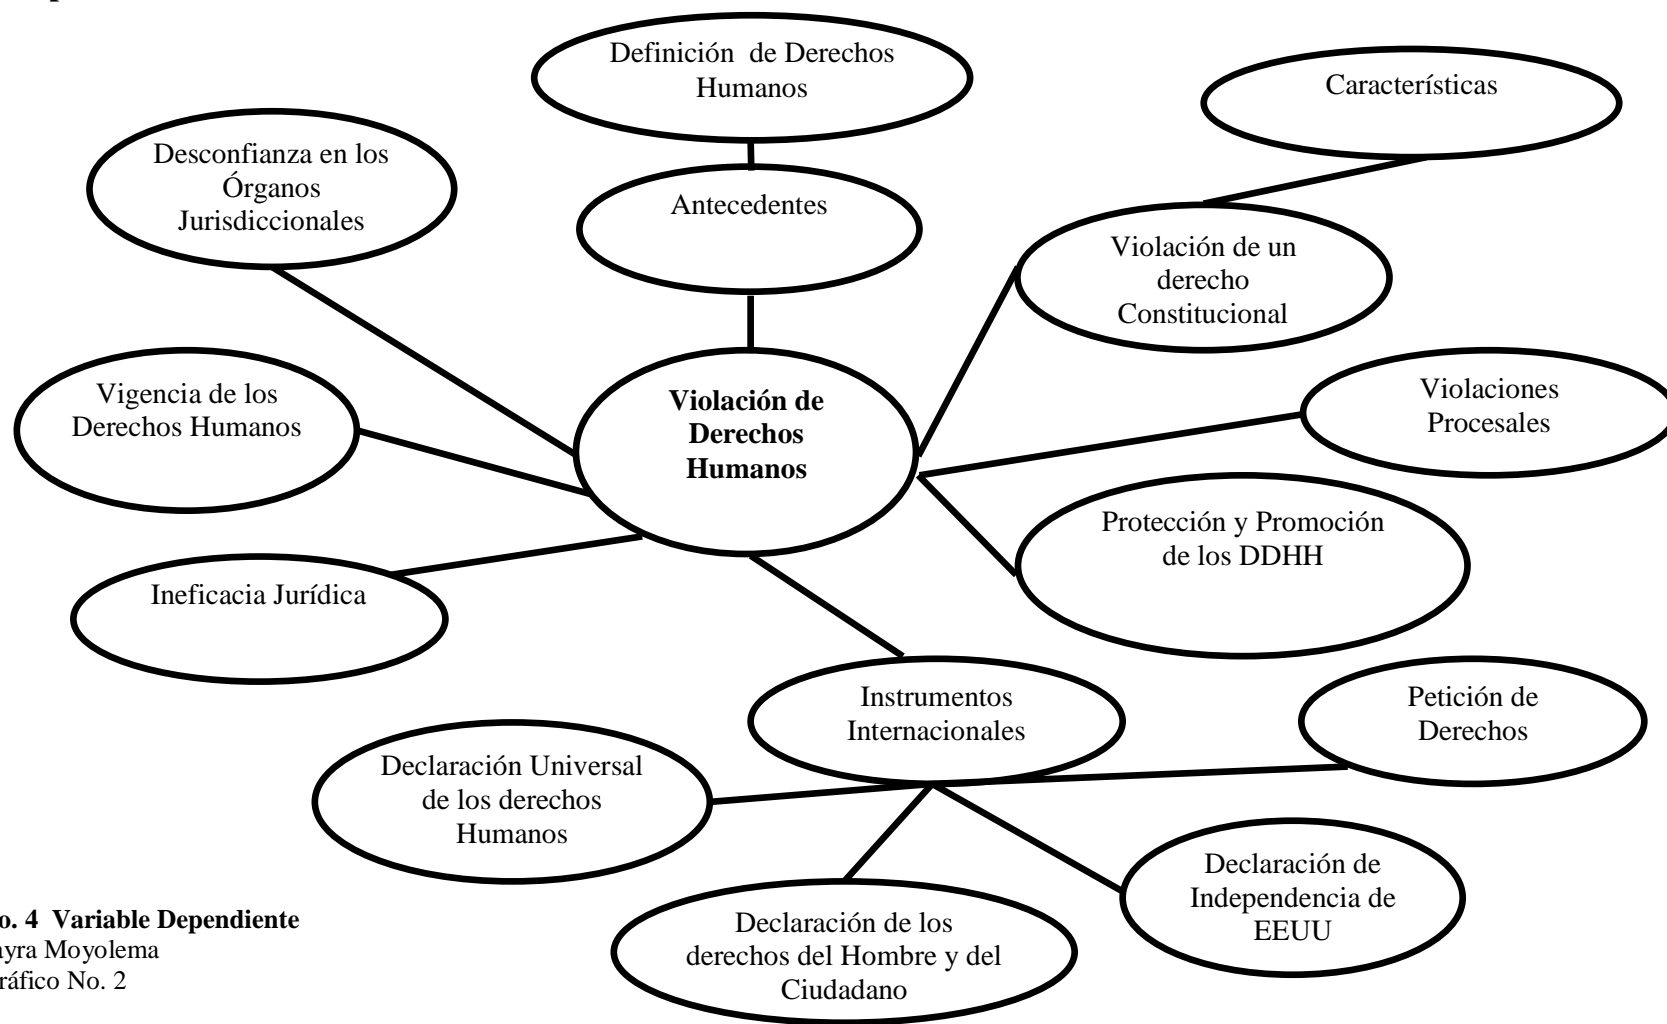 Definición de Derechos
Humanos
Características
Desconfianza en los
Órganos
Jurisdiccionales
Antecedentes
Violación de un
derecho
Constitucional
Vigencia de los
Derechos Humanos
Violación de
Derechos
Humanos
Violaciones
Procesales
Protección y Promoción
de los DDHH
Ineficacia Jurídica
Instrumentos
Internacionales
Petición de
Derechos
Declaración Universal
de los derechos
Humanos
Declaración de
Independencia de
EEUU
Declaración de los
derechos del Hombre y del
Ciudadano
o. 4 Variable Dependiente
ayra Moyolema
ráfico No. 2